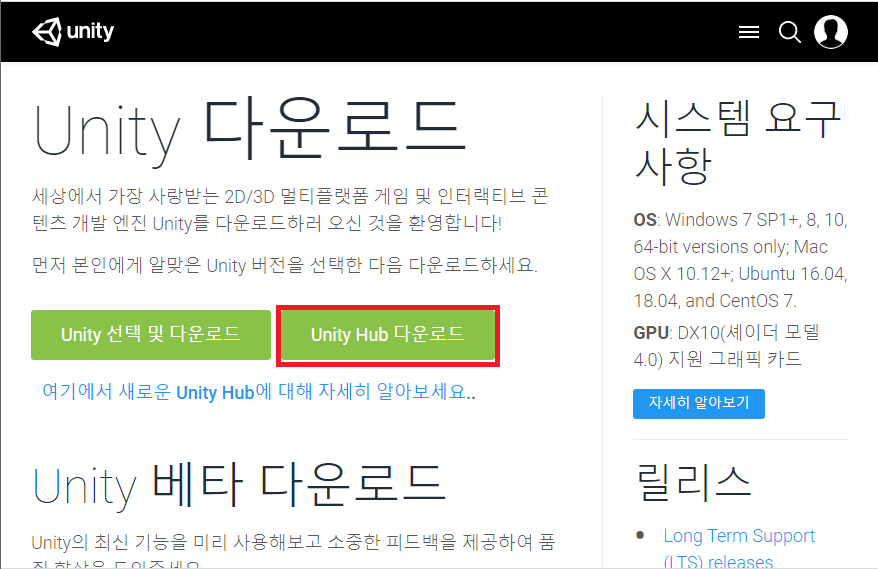 unity
Unity 다운로드
세상에서 가장 사랑받는 2D/3D 멀티플랫폼 게임 및 인터랙티브 콘
텐츠 개발 엔진 Unity를 다운로드하러 오신 것을 환영합니다!
먼저 본인에게 알맞은 Unity 버전을 선택한 다음 다운로드하세요.
Unity 선택 및 다운로드
Unity Hub 다운로드
여기에서 새로운 Unity Hub에 대해 자세히 알아보세요..
Unity 베타 다운로드
Unity의 최신 기능을 미리 사용해보고 소중한 피드백을 제공하여 품
시스템 요구
사항
OS: Windows 7 SP1+, 8, 10,
64-bit versions only; Mac
OS X 10.12+; Ubuntu 16.04,
18.04, and CentOS 7.
GPU: DX10(셰이더 모델
4.0) 지원 그래픽 카드
자세히 알아보기
릴리스
Long Term Support
(LTS) releases